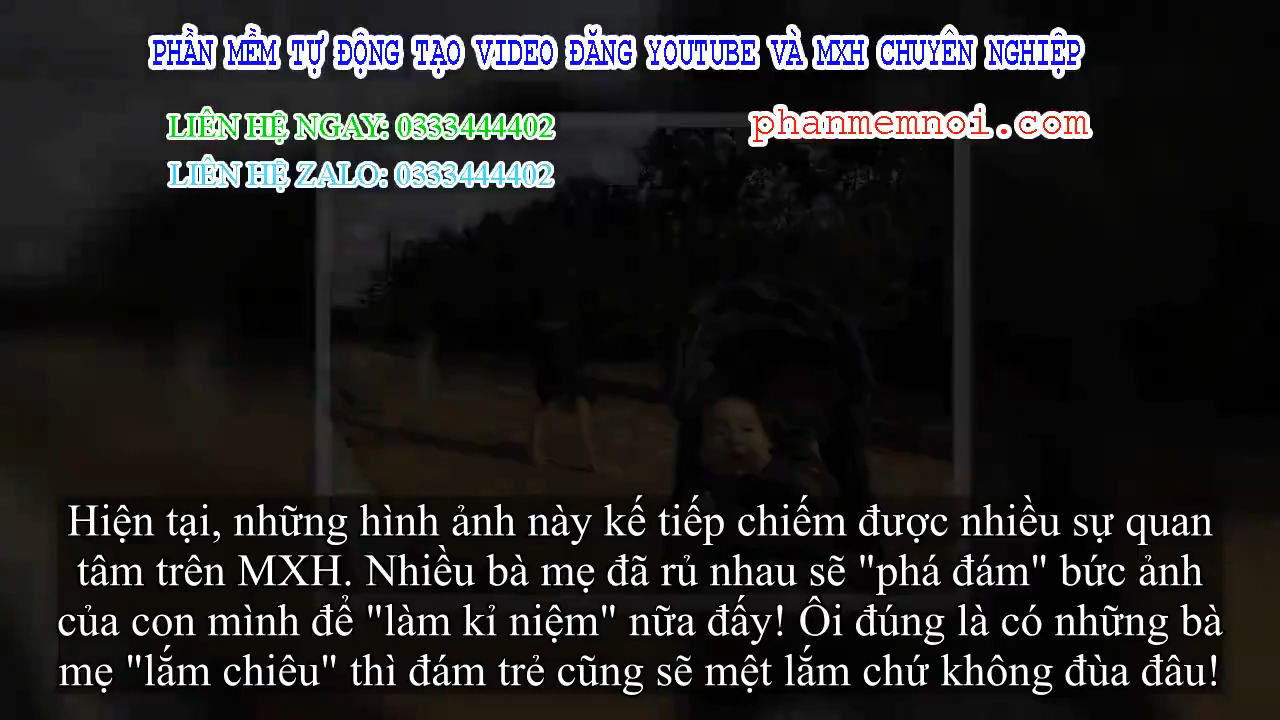 PHẦN MỀM TỰ ĐỘNG TẠO VIDEO ĐĂNG YOUTUBE VÀ MXH CHUYÊN NGHIỆP
LIÊN HỆ NGAY: 0333444402
phanmemnoi.com
LIÊN HỆ ZALO: 0333444402
Hiện tại, những hình ảnh này kế tiếp chiếm được nhiều sự quan
tâm trên MXH. Nhiều bà mẹ đã rủ nhau sẽ "phá đám" bức ảnh
của con mình để "làm kỉ niệm" nữa đấy! Ôi đúng là có những bà
mẹ "lắm chiêu" thì đám trẻ cũng sẽ mệt lắm chứ không đùa đâu!